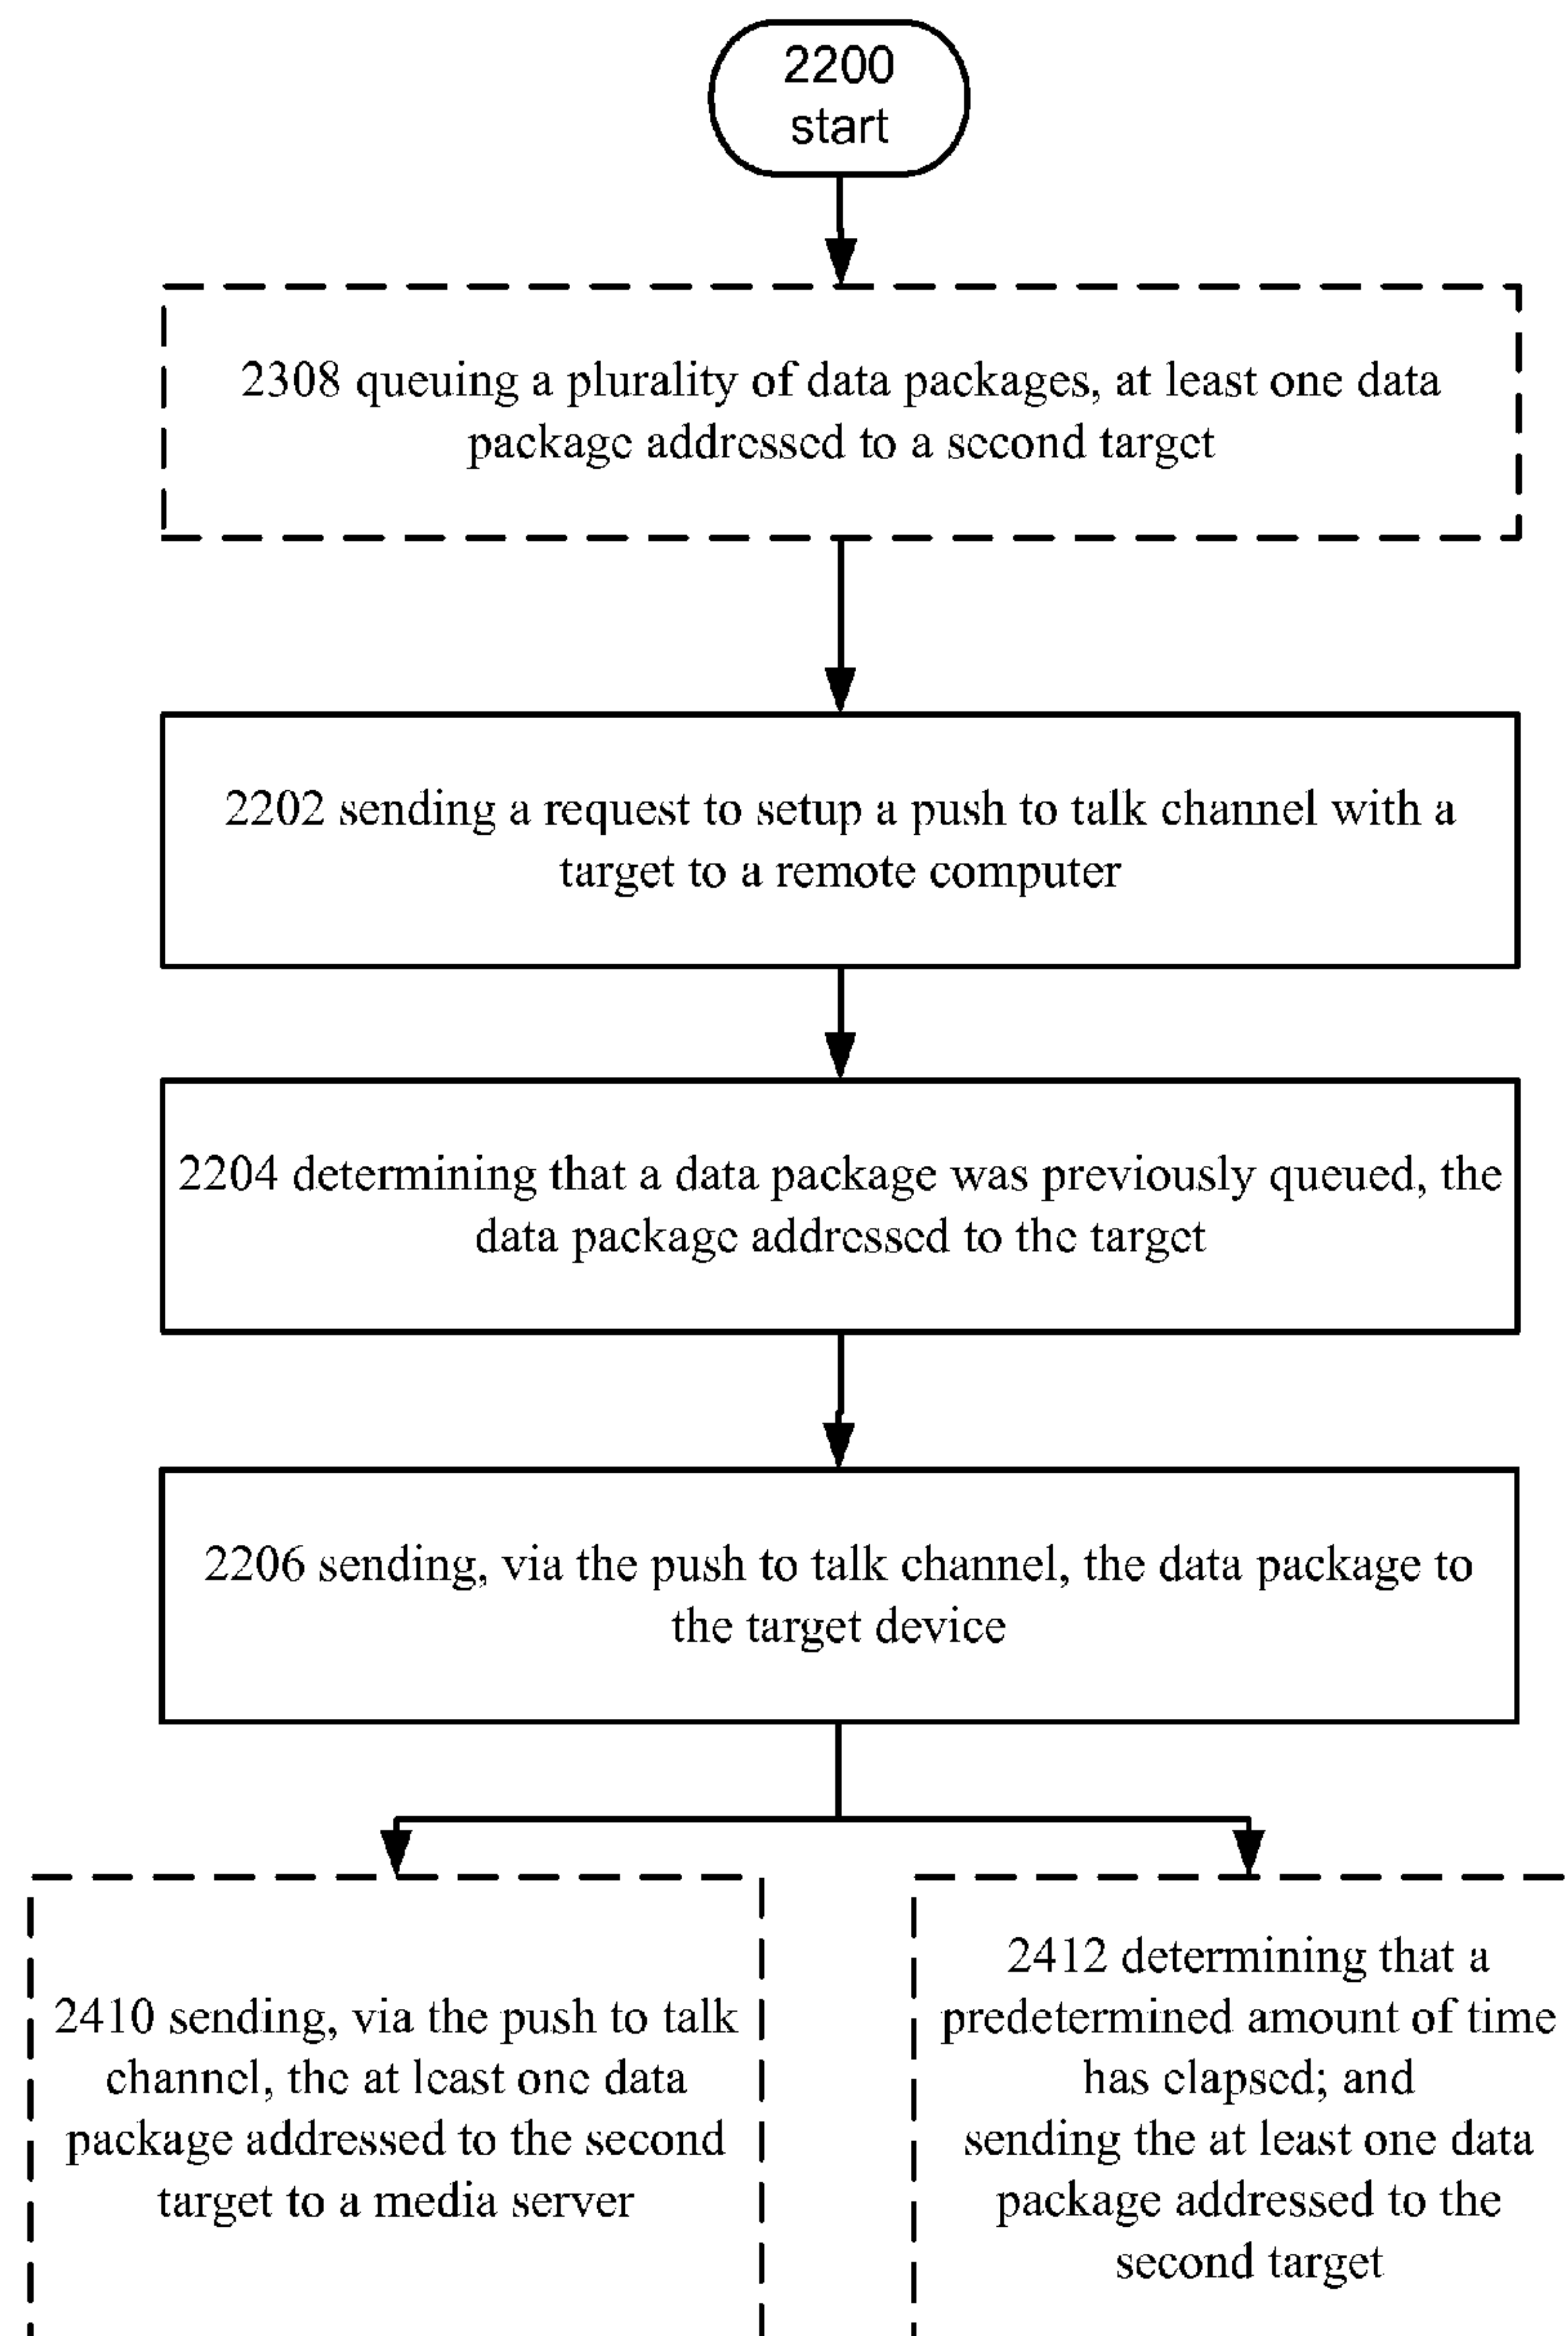 2200
start
2308 queuing a plurality of data packages, at least one data
package addressed to a second target
2202 sending a request to setup a push to talk channel with a
target to a remote computer
2204 determining that a data package was previously queued, the
data package addressed to the target
2206 sending, via the push to talk channel, the data package to
the target device
2410 sending, via the push to talk
channel, the at least one data
package addressed to the second
target to a media server
2412 determining that a
predetermined amount of time
has elapsed; and
sending the at least one data
package addressed to the
second target